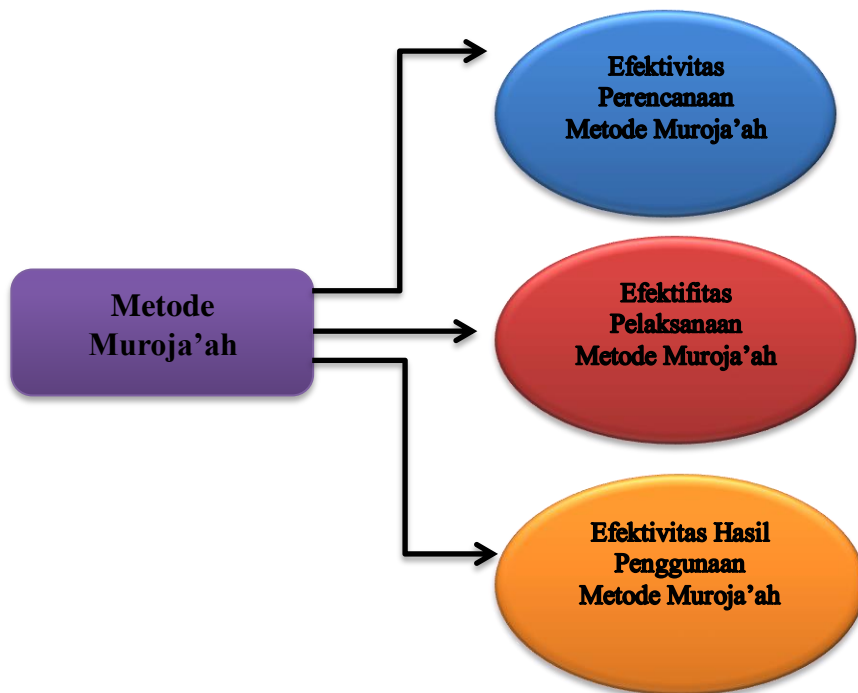 Efektivitas
Perencanaan
Metode Muroja’ah
Metode
Muroja’ah
Efektifitas
Pelaksanaan
Metode Muroja’ah
Efektivitas Hasil
Penggunaan
Metode Muroja’ah